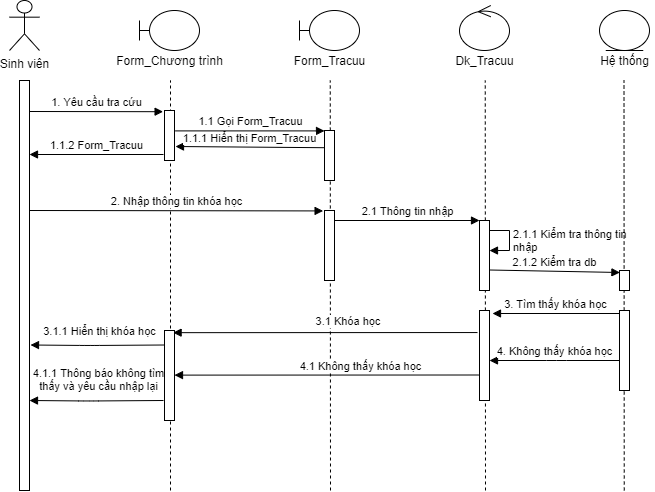 Sinh viên
Form_Chương trình
Form_Tracuu
Dk_Tracuu
Hệ thống
1. Yêu cầu tra cứu
1.1 Gọi Form_Tracuu
1.1.1 Hiển thị Form_Tracuu
1.1.2 Form_Tracuu
2. Nhập thông tin khóa học
2.1 Thông tin nhập
2.1.1 Kiểm tra thông tin
nhập
2.1.2 Kiểm tra db
3. Tìm thấy khóa học
3.1 Khóa học
3.1.1 Hiển thị khóa học
4. Không thấy khóa học
4.1 Không thấy khóa học
4.1.1 Thông báo không tìm
thấy và yêu cầu nhập lại